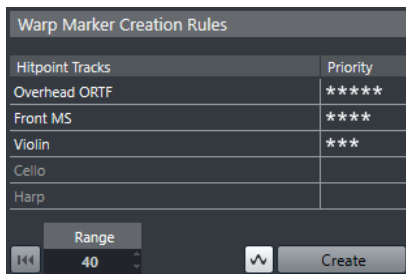 Warp Marker Creation Rules
Hitpoint Tracks Priority
Overhead ORTF *****
Front MS ****
Violin ***
Cello
Harp
Range
40
Create